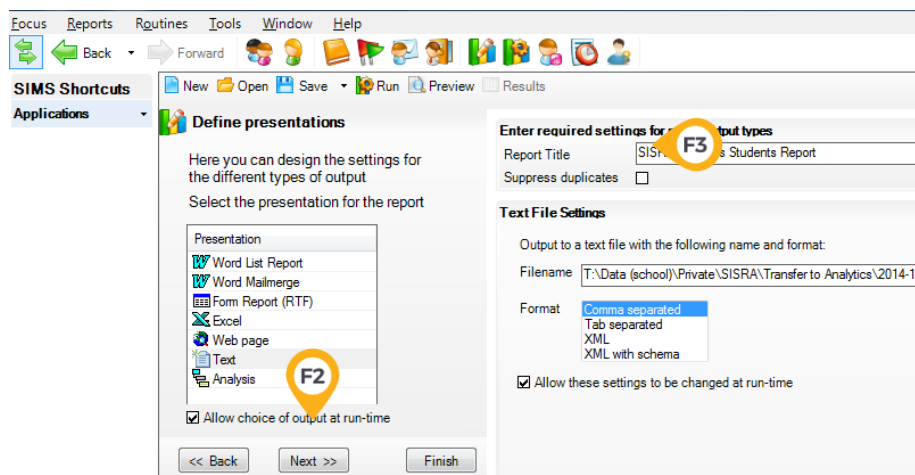 Focus Reports Routines Tools Window Help
Back Forward
SIMS Shortcuts
Applications
New Open Save Run Preview Results
Define presentations
Here you can design the settings for
the different types of output
Select the presentation for the report
Presentation
Word List Report
Word Mailmerge
Form Report (RTF)
Excel
Web page
Text
Analysis
F2
Allow choice of output at run-time
<< Back Next >> Finish
Enter required settings for output types
F3
Report Title Students Report
Suppress duplicates
Text File Settings
Output to a text file with the following name and format:
Filename T:\Data (school)\Private\SISRA\Transfer to Analytics\2014-1
Format
Comma separated
Tab separated
XML
XML with schema
Allow these settings to be changed at run-time